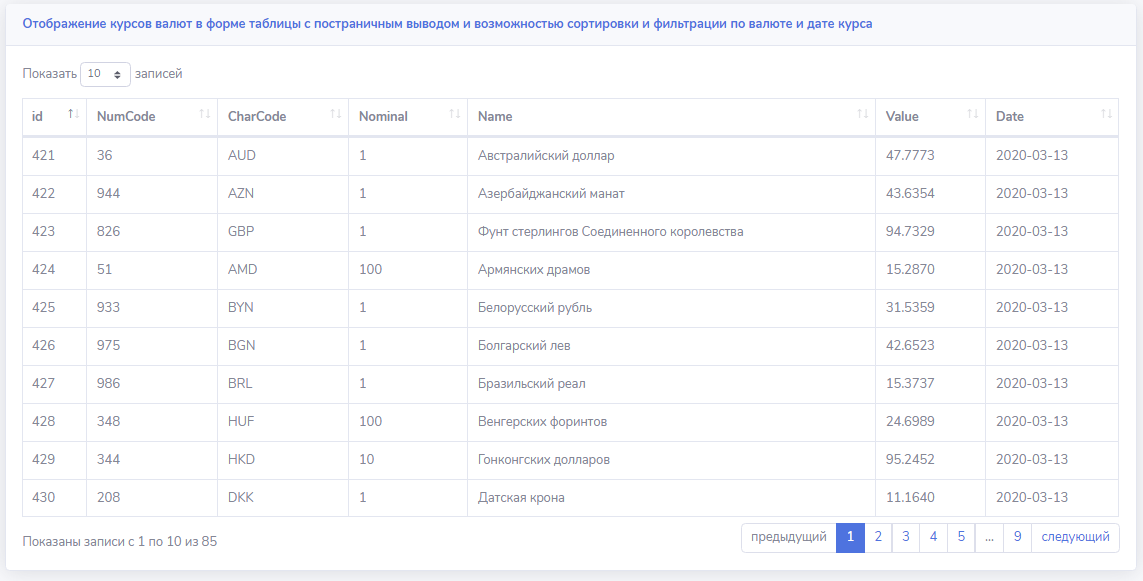 Отображение курсов валют в форме таблицы с постраничным выводом и возможностью сортировки и фильтрации по валюте и дате курса
Показать 10 записей
id NumCode CharCode Nominal Name Value Date
421 36 AUD 1 Австралийский доллар 47.7773 2020-03-13
422 944 AZN 1 Азербайджанский манат 43.6354 2020-03-13
423 826 GBP 1 Фунт стерлингов Соединенного королевства 94.7329 2020-03-13
424 51 AMD 100 Армянских драмов 15.2870 2020-03-13
425 933 BYN 1 Белорусский рубль 31.5359 2020-03-13
426 975 BGN 1 Болгарский лев 42.6523 2020-03-13
427 986 BRL 1 Бразильский реал 15.3737 2020-03-13
428 348 HUF 100 Венгерских форинтов 24.6989 2020-03-13
429 344 HKD 10 Гонконгских долларов 95.2452 2020-03-13
430 208 DKK 1 Датская крона 11.1640 2020-03-13
Показаны записи с 1 по 10 из 85 предыдущий 1 2 3 4 5 ... 9 следующий